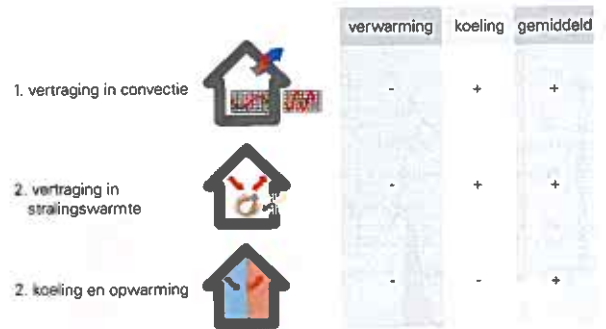 verwarming koeling gemiddeld
1. vertraging in convectie - + +
2. vertraging in
stralingswarmte - + +
2. koeling en opwarming - - +